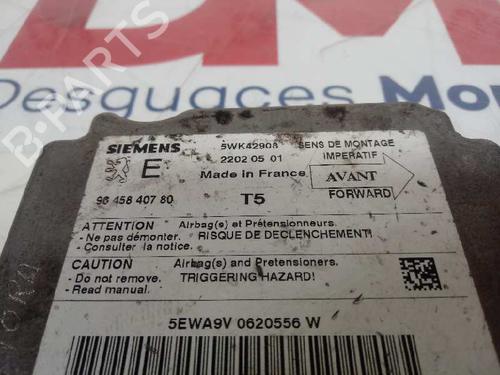 Desguaces Mo
B-PARTS
SIEMENS
5WK42908
SENS DE MONTAGE
IMPERATIF
E
2202 05 01
Made in France
AVANT
96 458 407 80
T5
FORWARD
ATTENTION
Airbag(s) et Prétensionneurs.
- Ne pas démonter.
RISQUE DE DECLENCHEMENT!
- Consulter la notice.
CAUTION
Airbag(s) and Pretensioners.
- Do not remove.
TRIGGERING HAZARD!
- Read manual.
5EWA9V 0620556 W